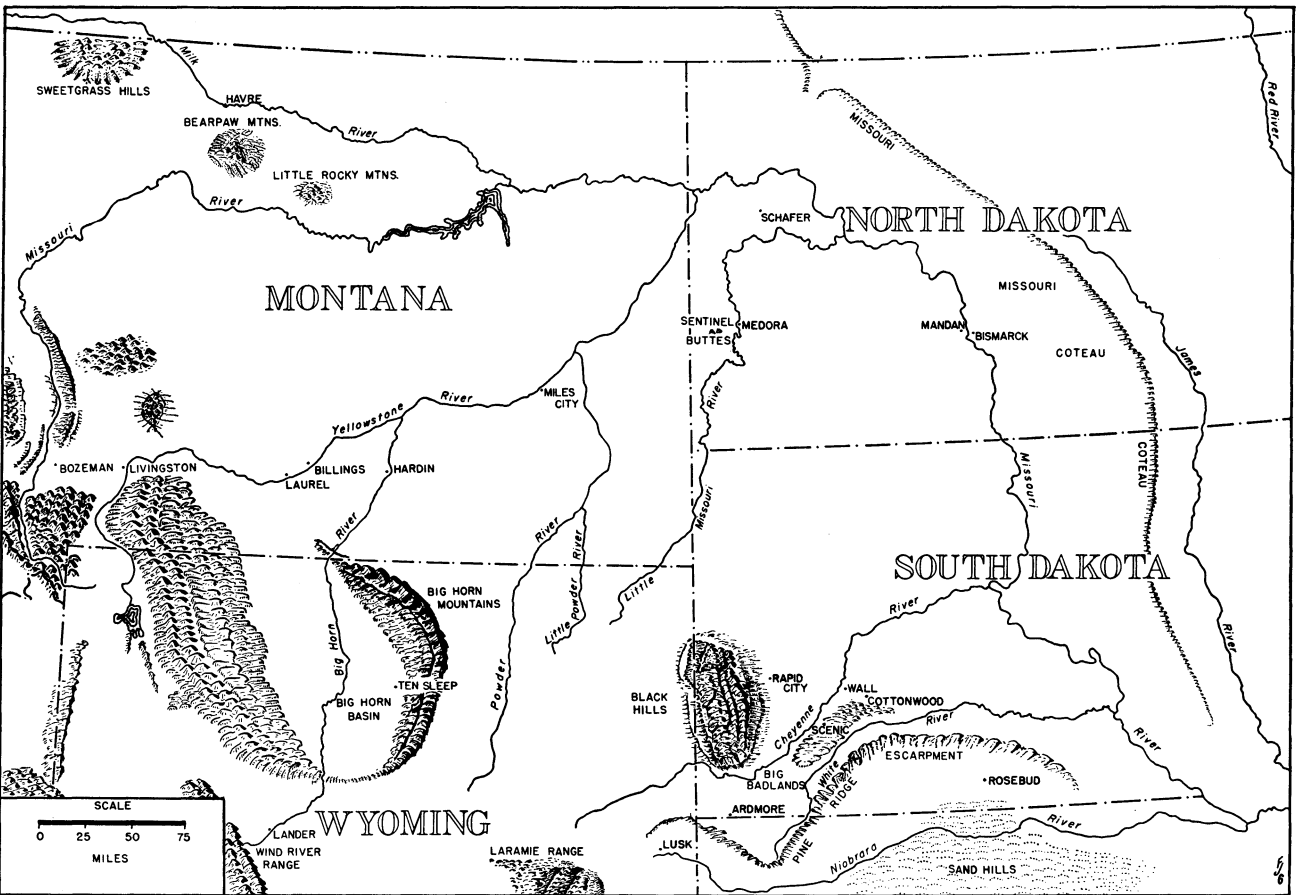 SWEETGRASS HILLS
Milk
HAVRE
BEARPAW MTNS.
River
LITTLE ROCKY MTNS.
River
Missouri
MONTANA
MISSOURI
Red River
SCHAFER
NORTH DAKOTA
MISSOURI
COTEAU
SENTINEL
BUTTES
MEDORA
MANDAN
BISMARCK
James
River
MILES
CITY
Yellowstone
River
BOZEMAN
LIVINGSTON
BILLINGS
LAUREL
HARDIN
River
COTEAU
Missouri
River
Missouri
Little
River
River
Little Powder
SOUTH DAKOTA
BIG HORN
MOUNTAINS
River
Big Horn
TEN SLEEP
BIG HORN
BASIN
Powder
BLACK
HILLS
RAPID
CITY
WALL
COTTONWOOD
Cheyenne
SCENIC
River
White
ESCARPMENT
BIG
BADLANDS
RIDGE
ROSEBUD
River
ARDMORE
PINE
LUSK
Niobrara
River
SAND HILLS
SCALE
0 25 50 75
MILES
LANDER
WYOMING
WIND RIVER
RANGE
LARAMIE RANGE